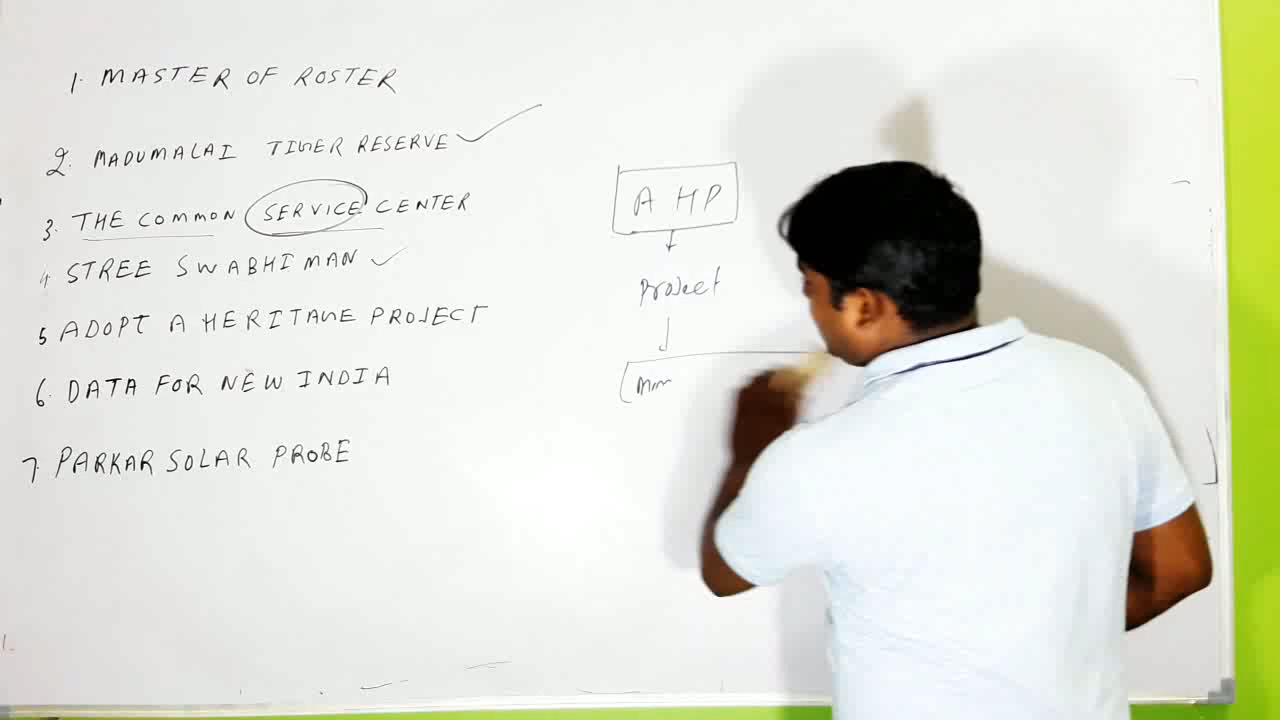 1. MASTER OF ROSTER
2. MADUMALAI TIGER RESERVE
3. THE COMMON SERVICE CENTER
4 STREE SWABHIMAN
5 ADOPT A HERITAGE PROJECT
6. DATA FOR NEW INDIA
7. PARKAR SOLAR PROBE
A HP
Project